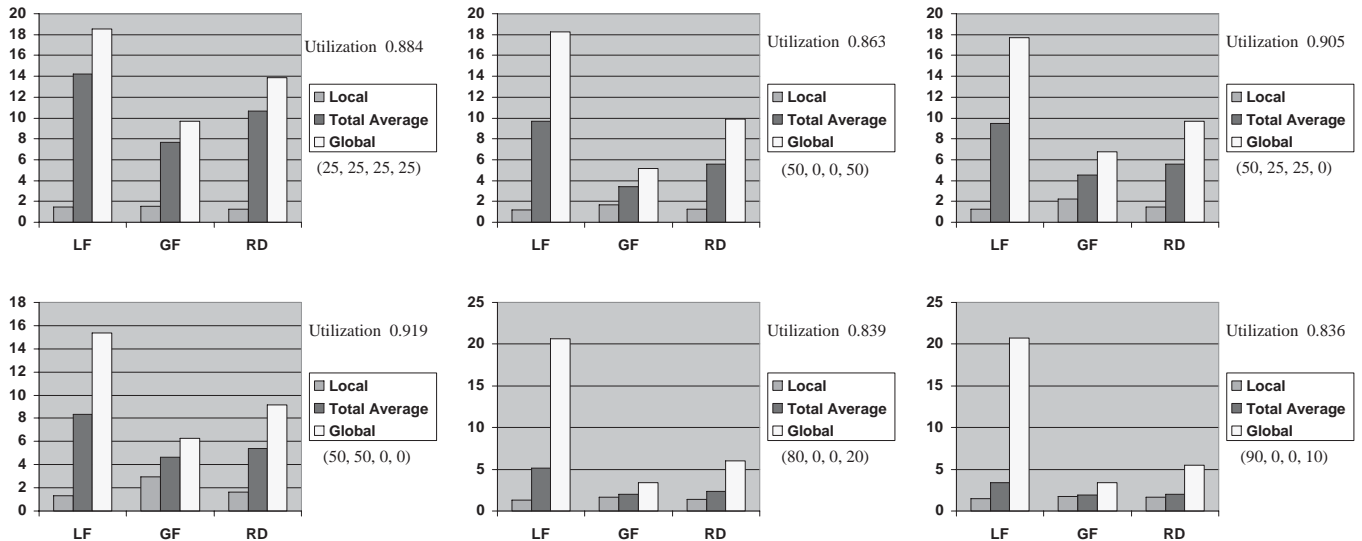 20
18
16
14
12
10
8
6
4
2
0
LF GF RD
Utilization 0.884
Local
Total Average
Global
(25, 25, 25, 25)
20
18
16
14
12
10
8
6
4
2
0
LF GF RD
Utilization 0.863
Local
Total Average
Global
(50, 0, 0, 50)
20
18
16
14
12
10
8
6
4
2
0
LF GF RD
Utilization 0.905
Local
Total Average
Global
(50, 25, 25, 0)
18
16
14
12
10
8
6
4
2
0
LF GF RD
Utilization 0.919
Local
Total Average
Global
(50, 50, 0, 0)
25
20
15
10
5
0
LF GF RD
Utilization 0.839
Local
Total Average
Global
(80, 0, 0, 20)
25
20
15
10
5
0
LF GF RD
Utilization 0.836
Local
Total Average
Global
(90, 0, 0, 10)